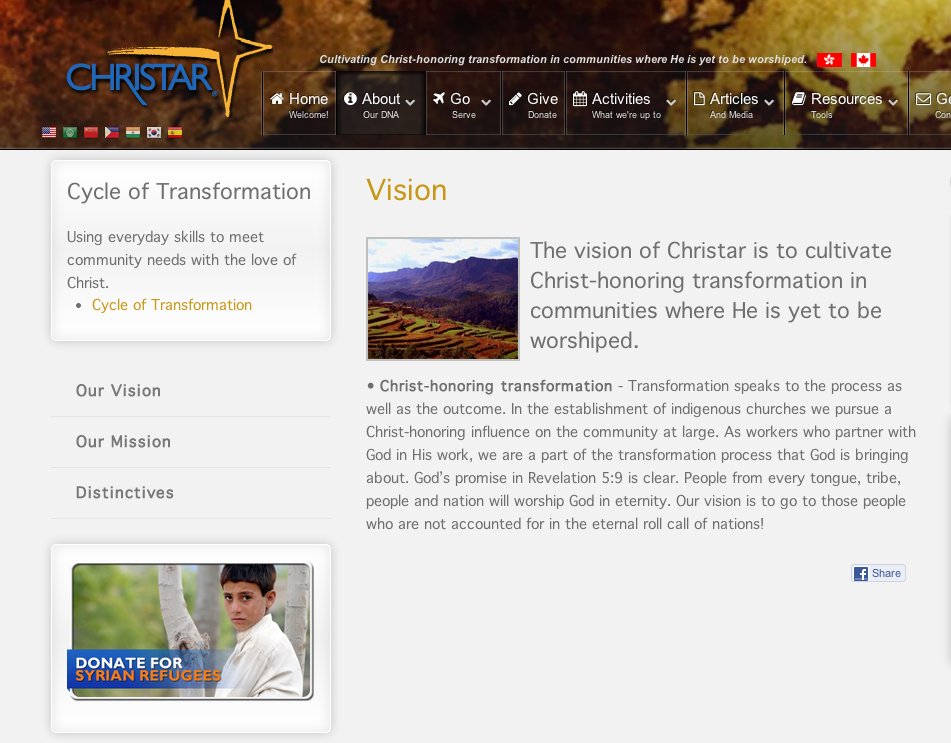 CHRISTAR
Cultivating Christ-honoring transformation in communities where He is yet to be worshiped.
Home
Welcome!
About
Our DNA
Go
Serve
Give
Donate
Activities
What we're up to
Articles
And Media
Resources
Tools
Ge
Con
Cycle of Transformation
Using everyday skills to meet
community needs with the love of
Christ.
• Cycle of Transformation
Our Vision
Our Mission
Distinctives
DONATE FOR
SYRIAN REFUGEES
Vision
The vision of Christar is to cultivate
Christ-honoring transformation in
communities where He is yet to be
worshiped.
• Christ-honoring transformation - Transformation speaks to the process as
well as the outcome. In the establishment of indigenous churches we pursue a
Christ-honoring influence on the community at large. As workers who partner with
God in His work, we are a part of the transformation process that God is bringing
about. God's promise in Revelation 5:9 is clear. People from every tongue, tribe,
people and nation will worship God in eternity. Our vision is to go to those people
who are not accounted for in the eternal roll call of nations!
Share